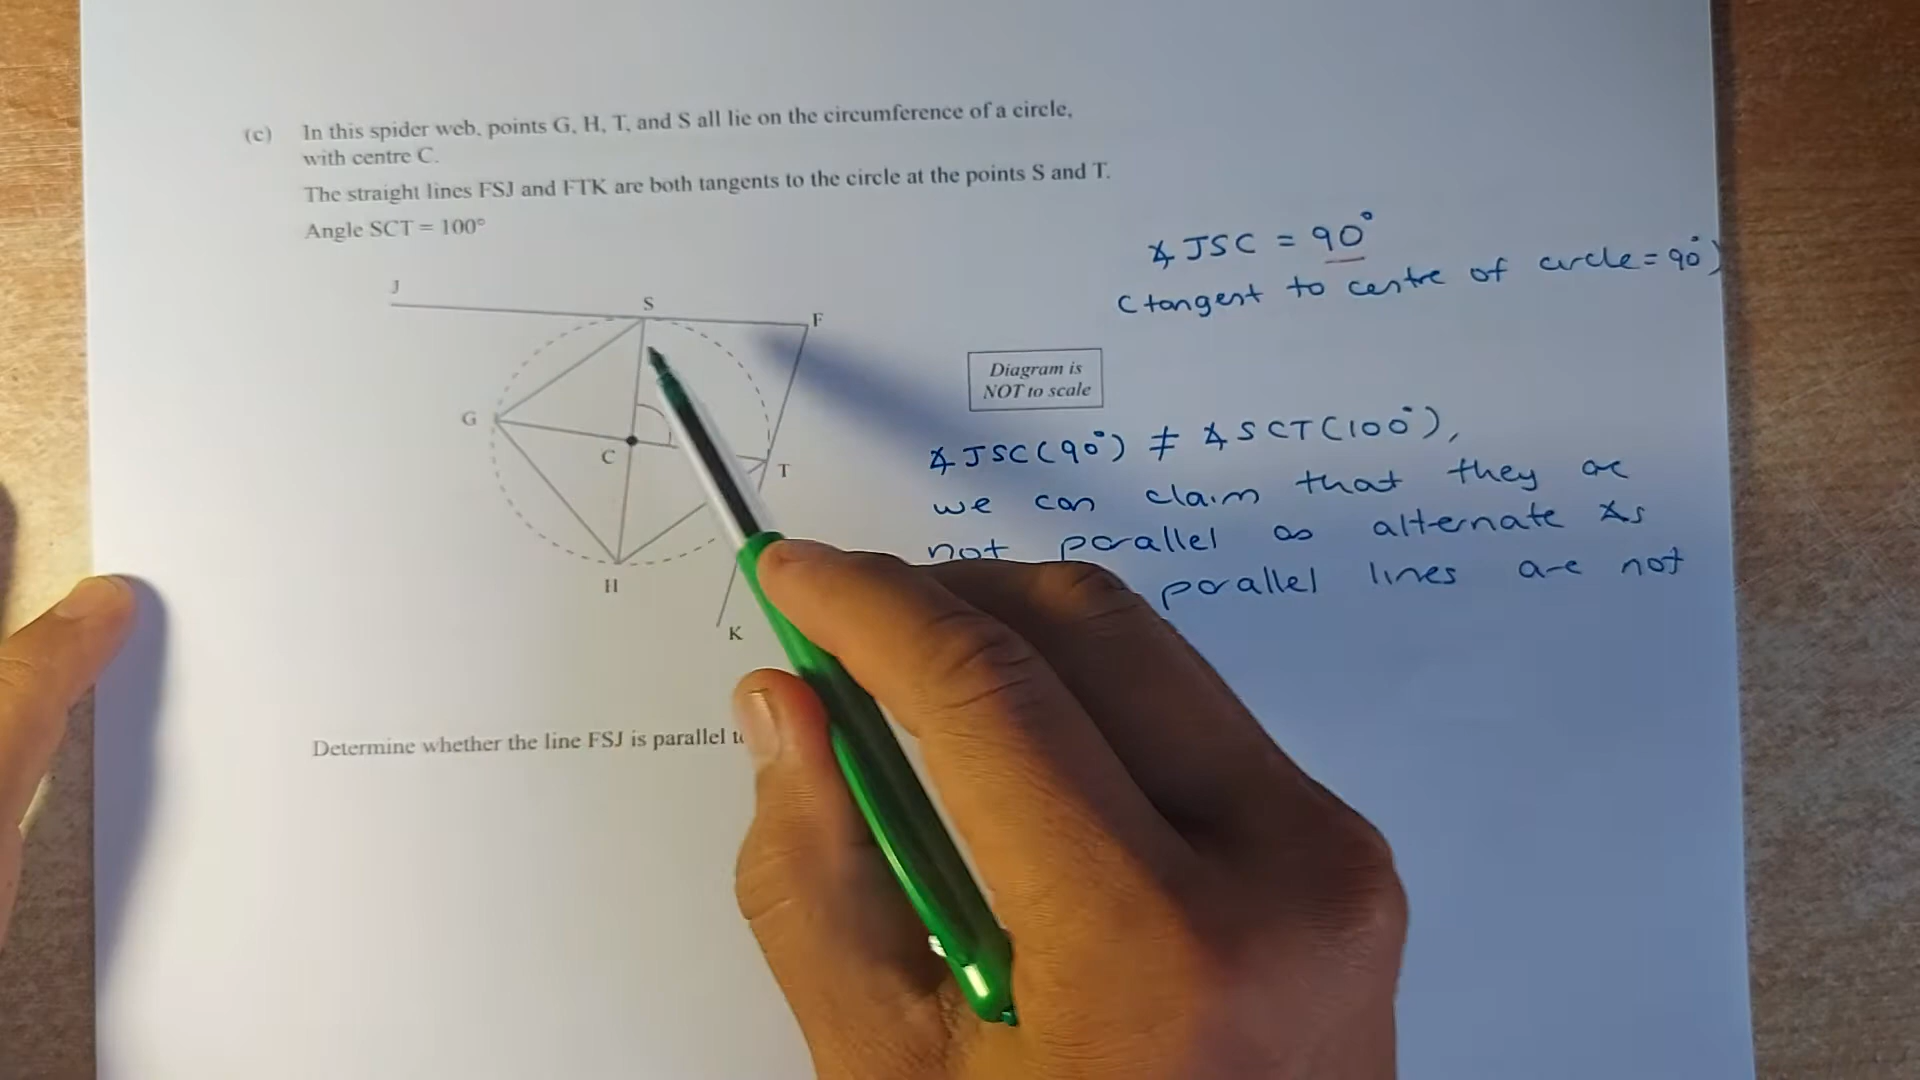 (c) In this spider web, points G, H, T, and S all lie on the circumference of a circle,
with centre C.
The straight lines FSJ and FTK are both tangents to the circle at the points S and T.
Angle SCT = 100°
∡ JSC = 90°
(tangent to centre of circle = 90°)
J
S
F
Diagram is
NOT to scale
G
C
T
∡ JSC (90°) ≠ ∡ SCT (100°),
we can claim that they are
not parallel as alternate ∡s
parallel lines are not
H
K
Determine whether the line FSJ is parallel